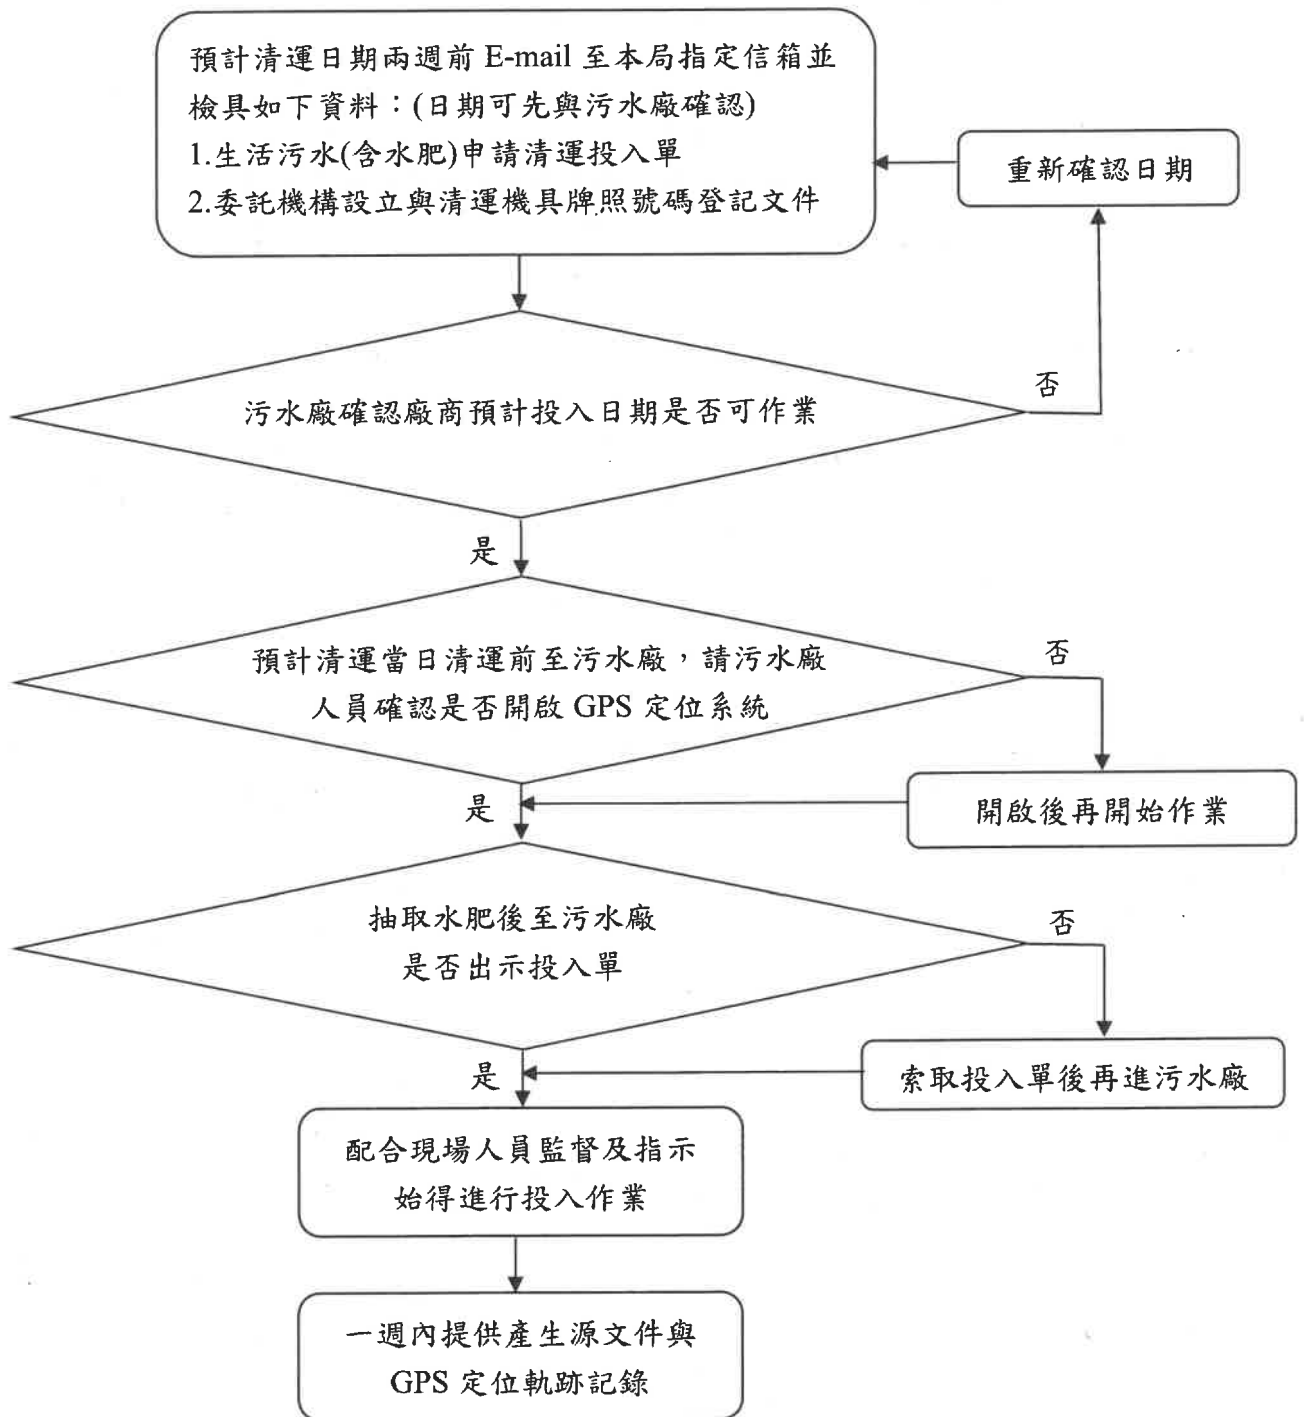 預計清運日期兩週前 E-mail 至本局指定信箱並
檢具如下資料：(日期可先與污水廠確認)
1.生活污水(含水肥)申請清運投入單
2.委託機構設立與清運機具牌照號碼登記文件
重新確認日期
否
污水廠確認廠商預計投入日期是否可作業
是
預計清運當日清運前至污水廠，請污水廠
人員確認是否開啟 GPS 定位系統
否
是
開啟後再開始作業
抽取水肥後至污水廠
是否出示投入單
否
是
索取投入單後再進污水廠
配合現場人員監督及指示
始得進行投入作業
一週內提供產生源文件與
GPS 定位軌跡記錄